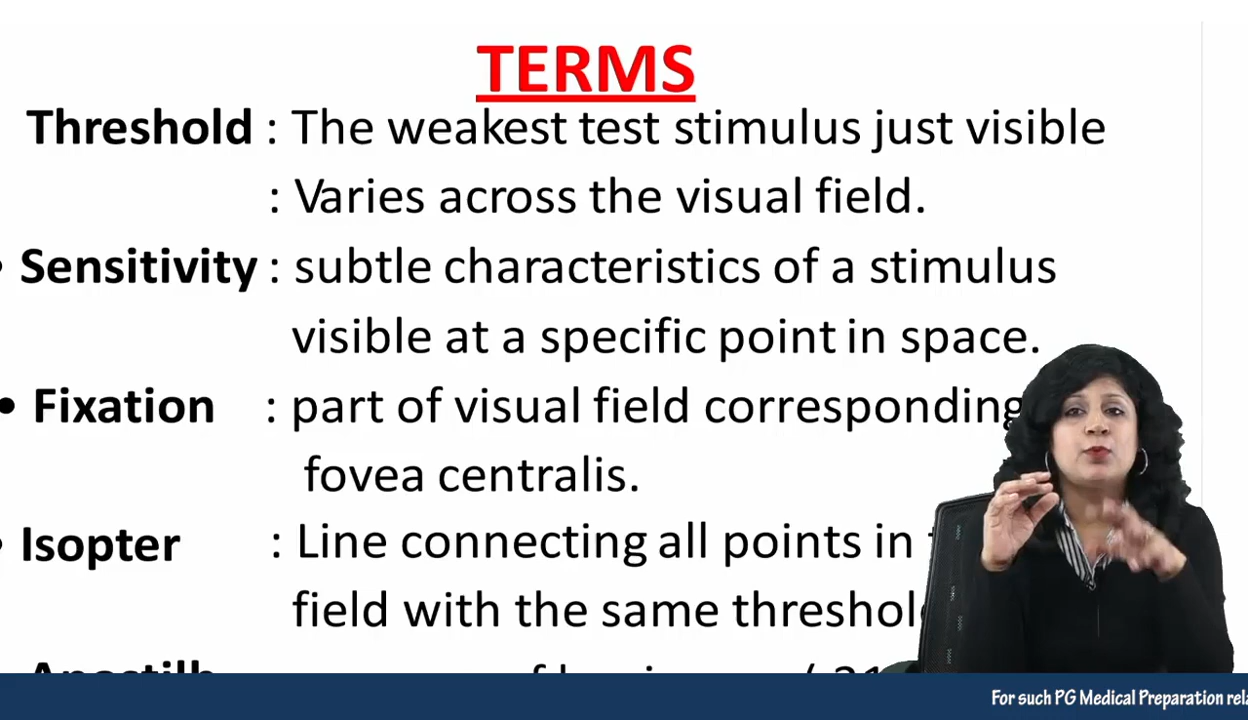 TERMS
Threshold : The weakest test stimulus just visible
: Varies across the visual field.
• Sensitivity : subtle characteristics of a stimulus
visible at a specific point in space.
• Fixation : part of visual field corresponding
fovea centralis.
• Isopter : Line connecting all points in
field with the same threshol
For such PG Medical Preparation rel